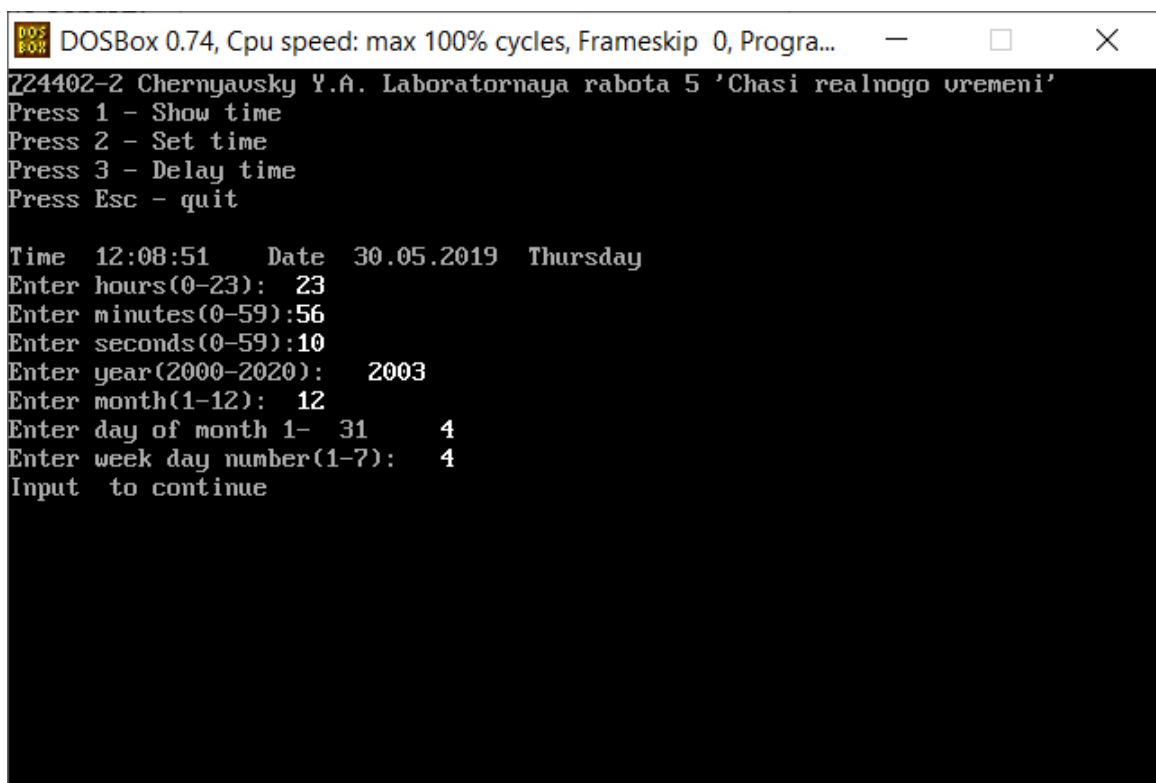 DOS BOX DOSBox 0.74, Cpu speed: max 100% cycles, Frameskip 0, Progra...
724402-2 Chernyavsky Y.A. Laboratornaya rabota 5 'Chasi realnogo vremeni'
Press 1 - Show time
Press 2 - Set time
Press 3 - Delay time
Press Esc - quit
Time 12:08:51 Date 30.05.2019 Thursday
Enter hours(0-23): 23
Enter minutes(0-59):56
Enter seconds(0-59):10
Enter year(2000-2020): 2003
Enter month(1-12): 12
Enter day of month 1- 31 4
Enter week day number(1-7): 4
Input to continue